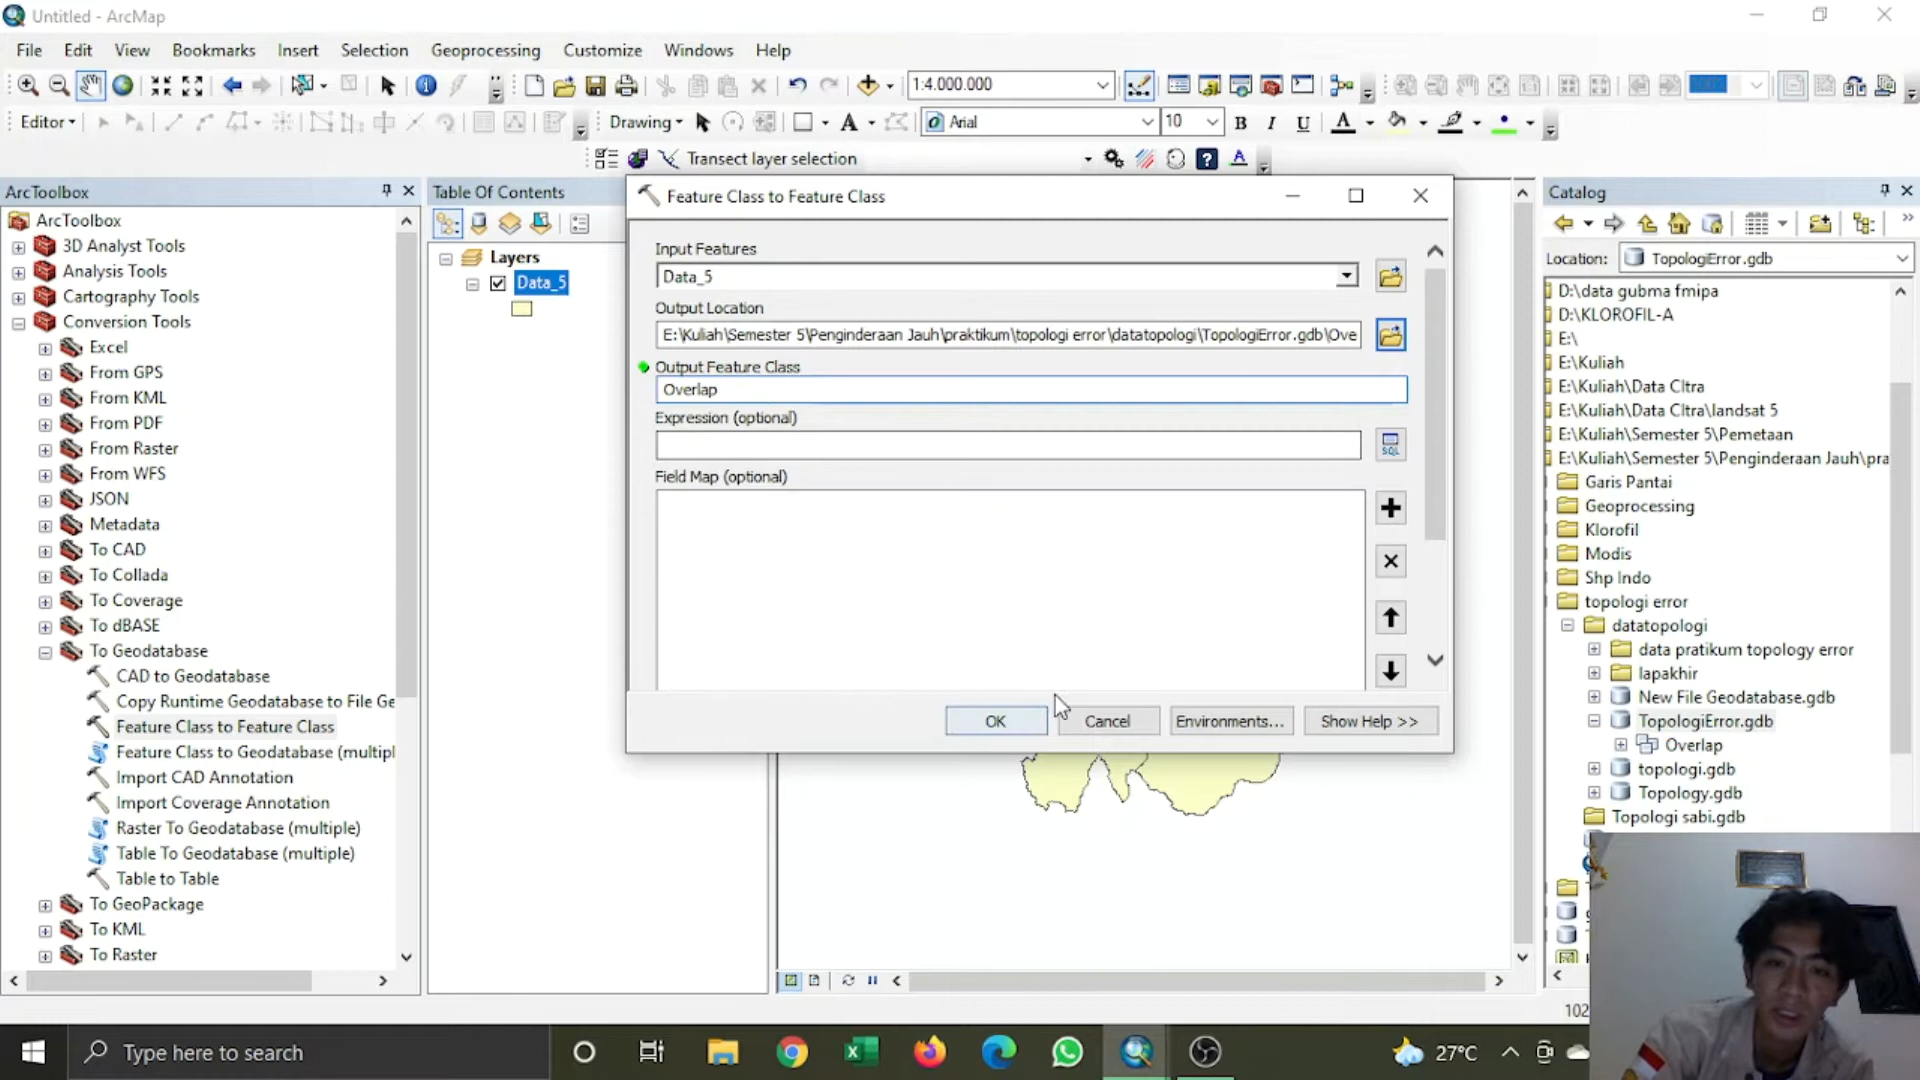 Untitled - ArcMap
File Edit View Bookmarks Insert Selection Geoprocessing Customize Windows Help
1:4.000.000
Editor Drawing Arial 10 B I U A
Transect layer selection
ArcToolbox
ArcToolbox
3D Analyst Tools
Analysis Tools
Cartography Tools
Conversion Tools
Excel
From GPS
From KML
From PDF
From Raster
From WFS
JSON
Metadata
To CAD
To Collada
To Coverage
To dBASE
To Geodatabase
CAD to Geodatabase
Copy Runtime Geodatabase to File Ge
Feature Class to Feature Class
Feature Class to Geodatabase (multipl
Import CAD Annotation
Import Coverage Annotation
Raster To Geodatabase (multiple)
Table To Geodatabase (multiple)
Table to Table
To GeoPackage
To KML
To Raster
Table Of Contents
Layers
Data_5
Feature Class to Feature Class
Input Features
Data_5
Output Location
E:\Kuliah\Semester 5\Penginderaan Jauh\praktikum\topologi error\datatopologi\TopologiError.gdb\Ove
Output Feature Class
Overlap
Expression (optional)
SQL
Field Map (optional)
OK Cancel Environments... Show Help >>
Catalog
Location: TopologiError.gdb
D:\data gubma fmipa
D:\KLOROFIL-A
E:\
E:\Kuliah
E:\Kuliah\Data CItra
E:\Kuliah\Data CItra\landsat 5
E:\Kuliah\Semester 5\Pemetaan
E:\Kuliah\Semester 5\Penginderaan Jauh\pra
Garis Pantai
Geoprocessing
Klorofil
Modis
Shp Indo
topologi error
datatopologi
data pratikum topology error
lapakhir
New File Geodatabase.gdb
TopologiError.gdb
Overlap
topologi.gdb
Topology.gdb
Topologi sabi.gdb
102
Type here to search
27°C